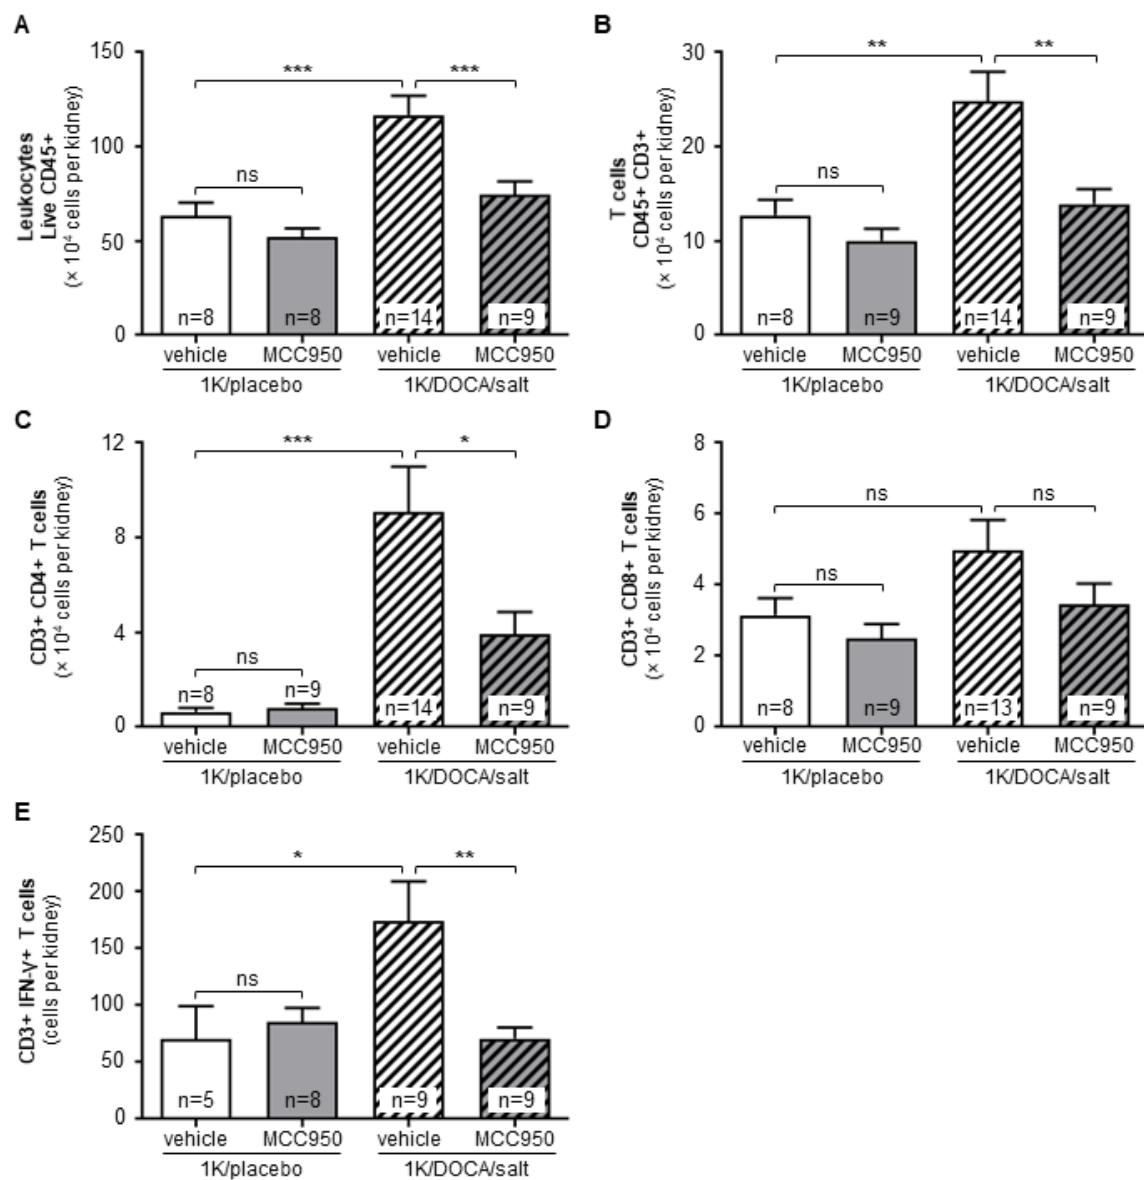 A
Leukocytes
Live CD45+
(× 10⁴ cells per kidney)
150
100
50
0
***
***
ns
n=8
n=8
n=14
n=9
vehicle
MCC950
vehicle
MCC950
1K/placebo
1K/DOCA/salt
B
T cells
CD45+ CD3+
(× 10⁴ cells per kidney)
30
20
10
0
**
**
ns
n=8
n=9
n=14
n=9
vehicle
MCC950
vehicle
MCC950
1K/placebo
1K/DOCA/salt
C
CD3+ CD4+ T cells
(× 10⁴ cells per kidney)
12
8
4
0
***
*
ns
n=8
n=9
n=14
n=9
vehicle
MCC950
vehicle
MCC950
1K/placebo
1K/DOCA/salt
D
CD3+ CD8+ T cells
(× 10⁴ cells per kidney)
8
6
4
2
0
ns
ns
ns
n=8
n=9
n=13
n=9
vehicle
MCC950
vehicle
MCC950
1K/placebo
1K/DOCA/salt
E
CD3+ IFN-γ+ T cells
(cells per kidney)
250
200
150
100
50
0
*
**
ns
n=5
n=8
n=9
n=9
vehicle
MCC950
vehicle
MCC950
1K/placebo
1K/DOCA/salt